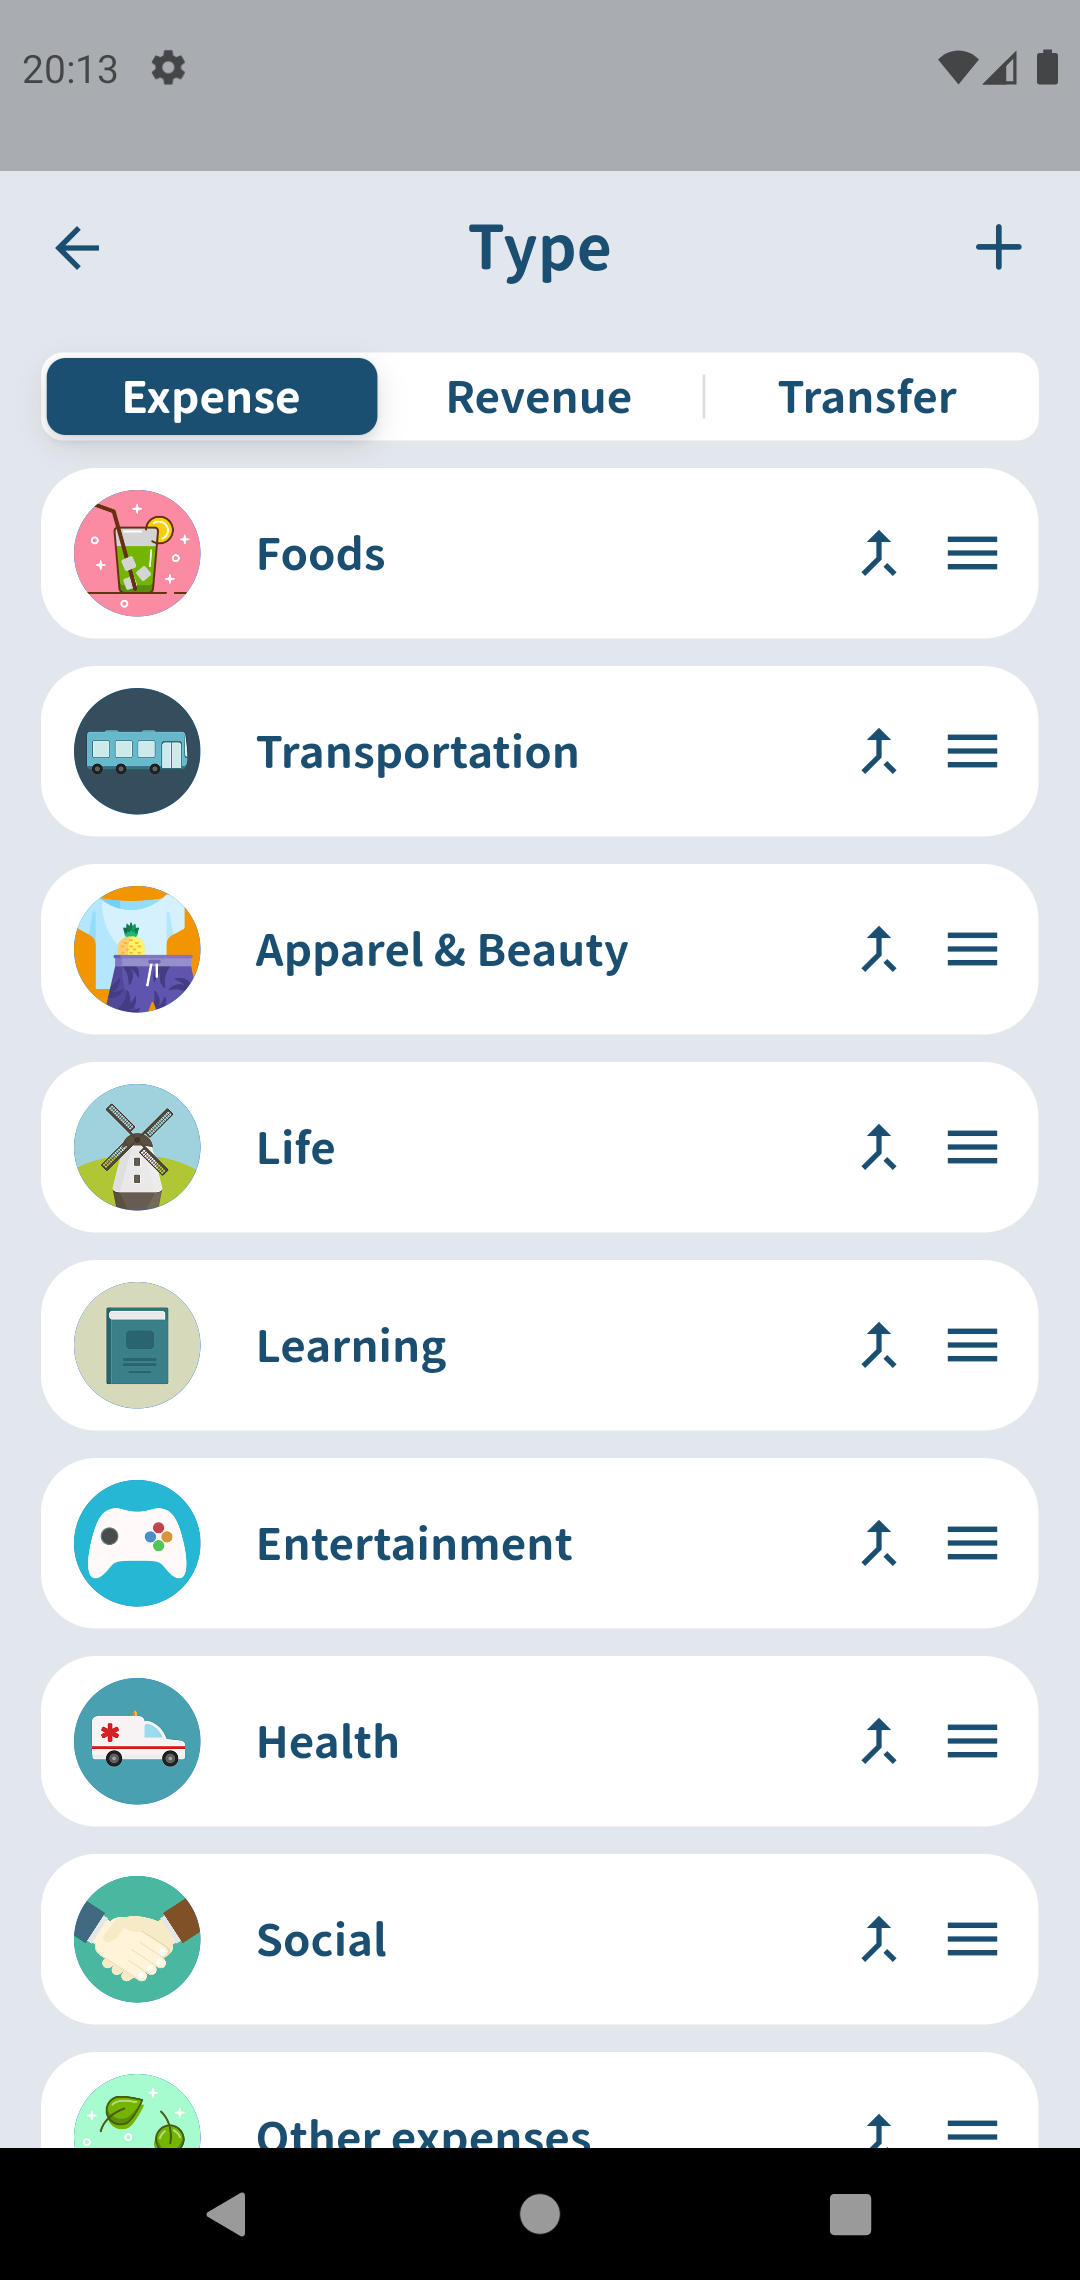 20:13
Type
Expense Revenue Transfer
Foods
Transportation
Apparel & Beauty
Life
Learning
Entertainment
Health
Social
Other expenses